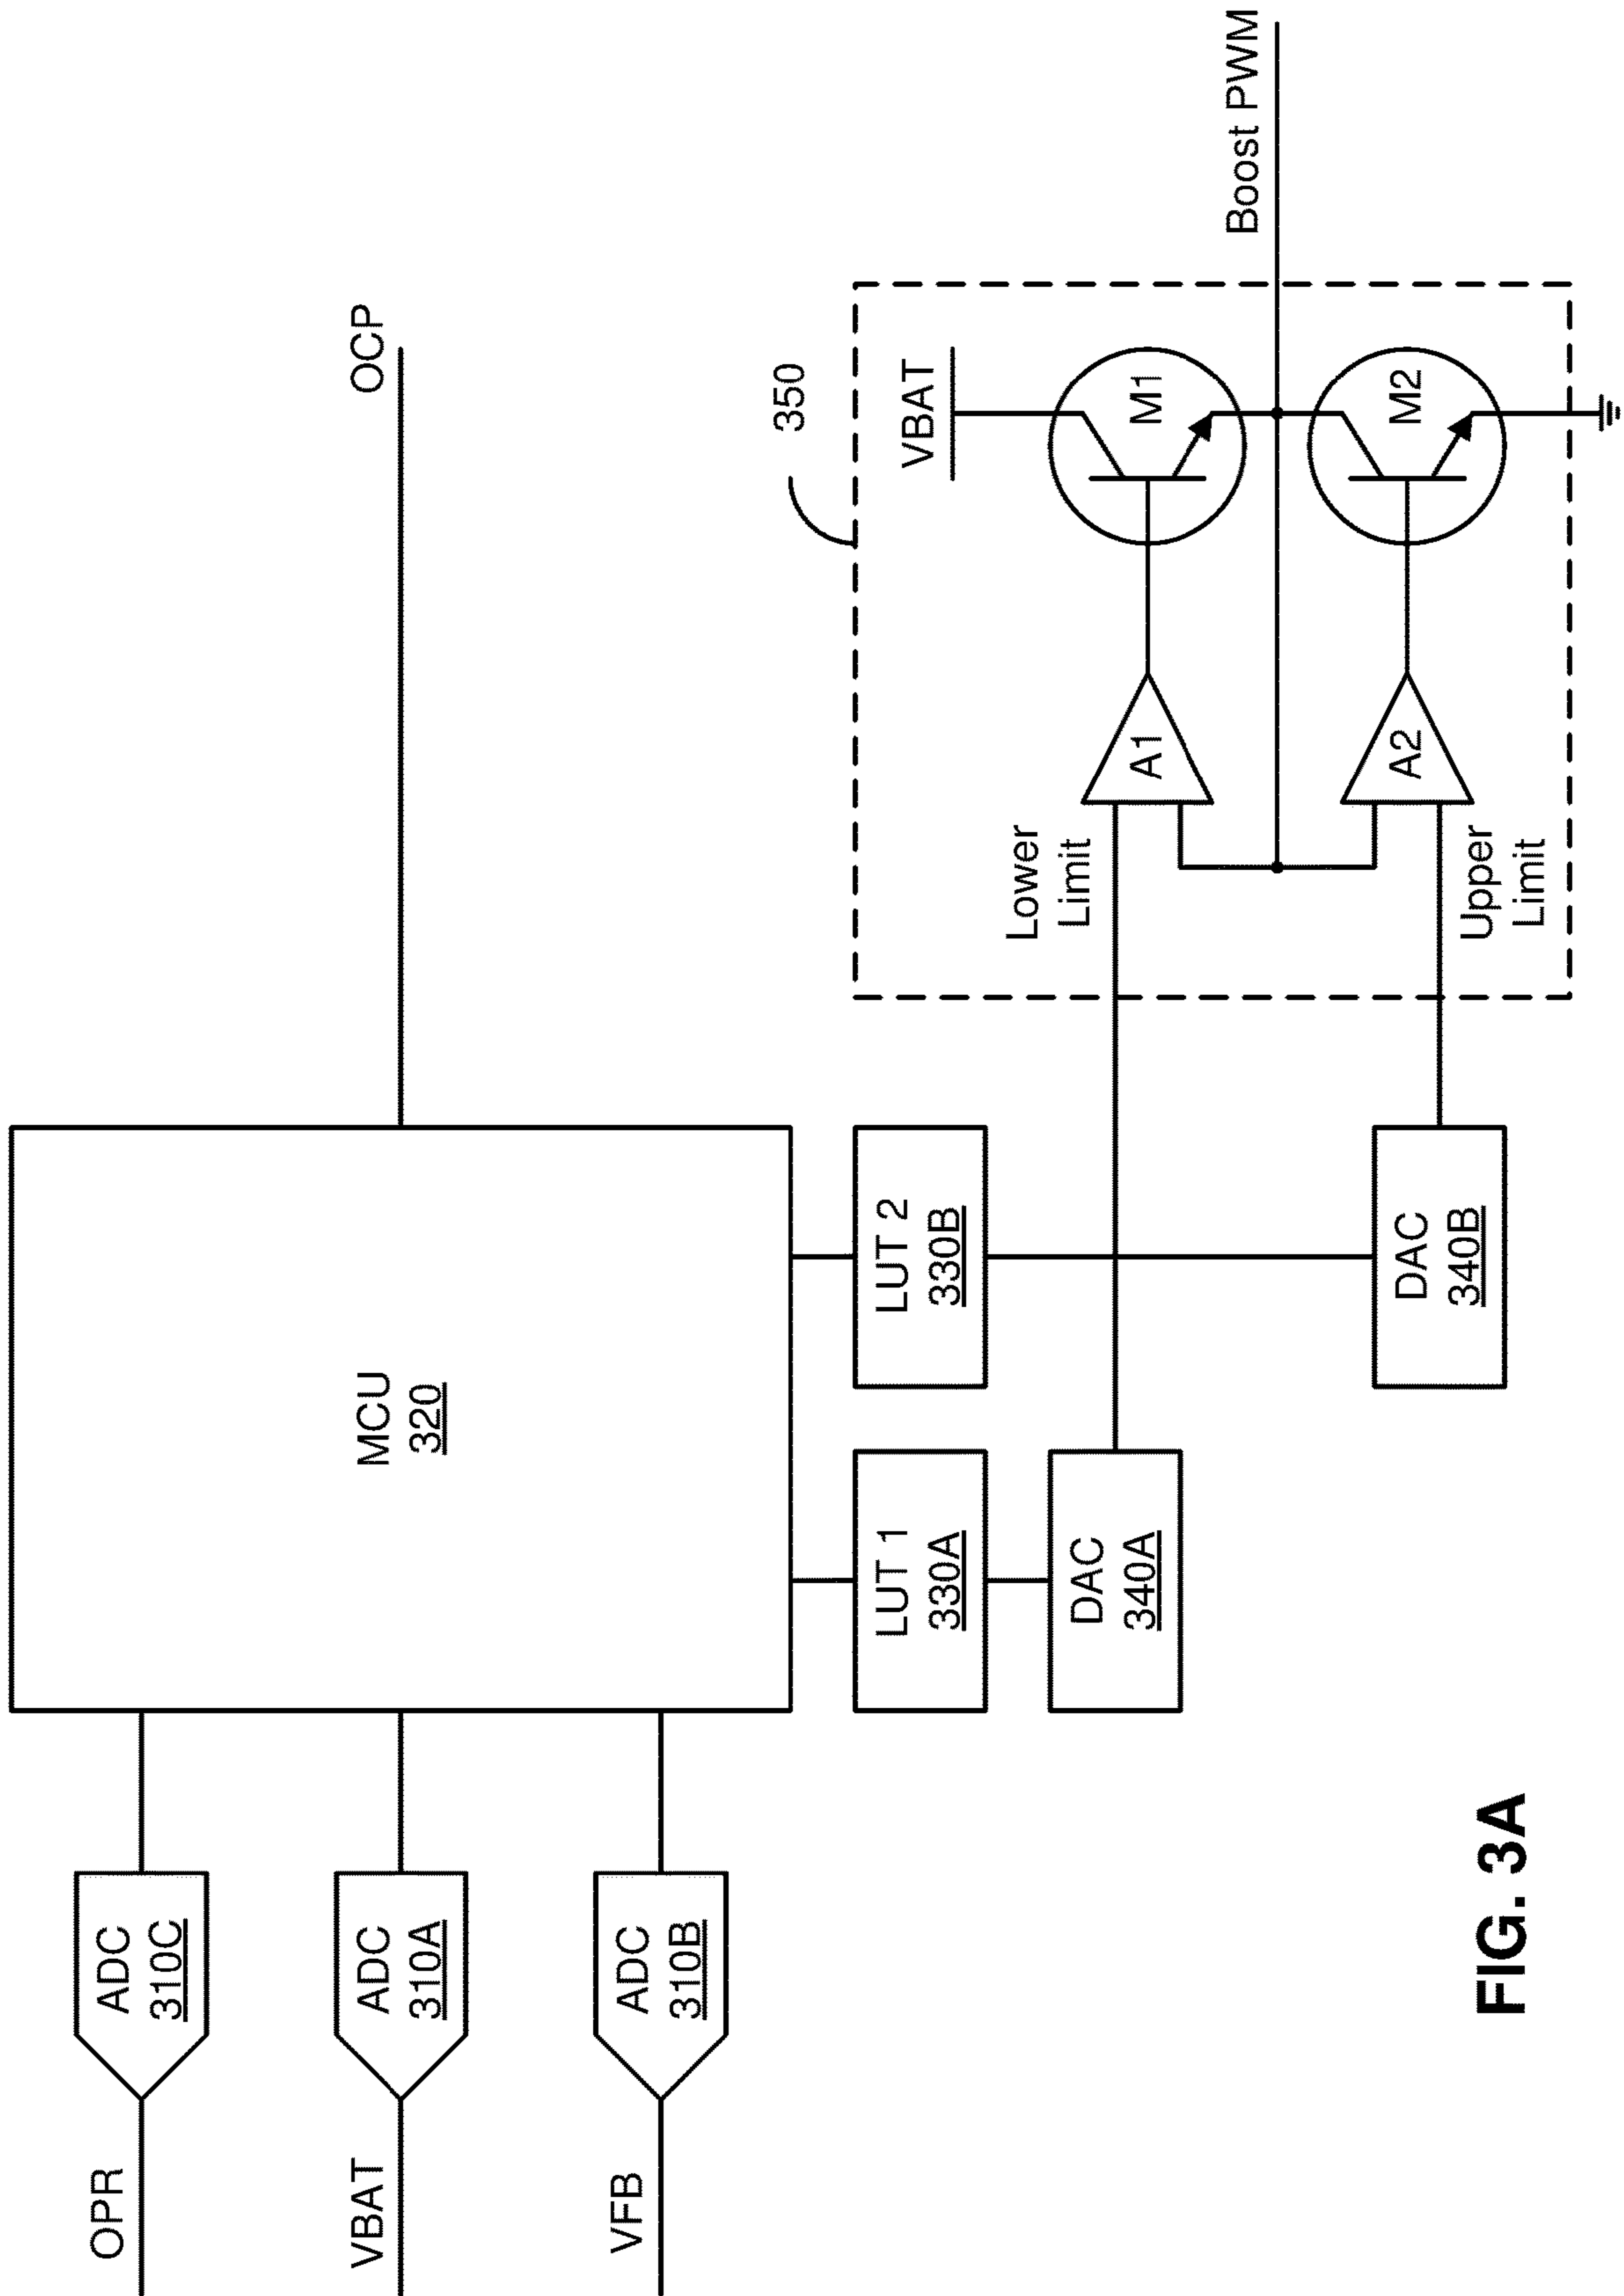 OPR
ADC
310C
VBAT
ADC
310A
VFB
ADC
310B
MCU
320
OCP
LUT 1
330A
LUT 2
330B
DAC
340A
DAC
340B
350
VBAT
Lower
Limit
A1
M1
Boost PWM
Upper
Limit
A2
M2
FIG. 3A